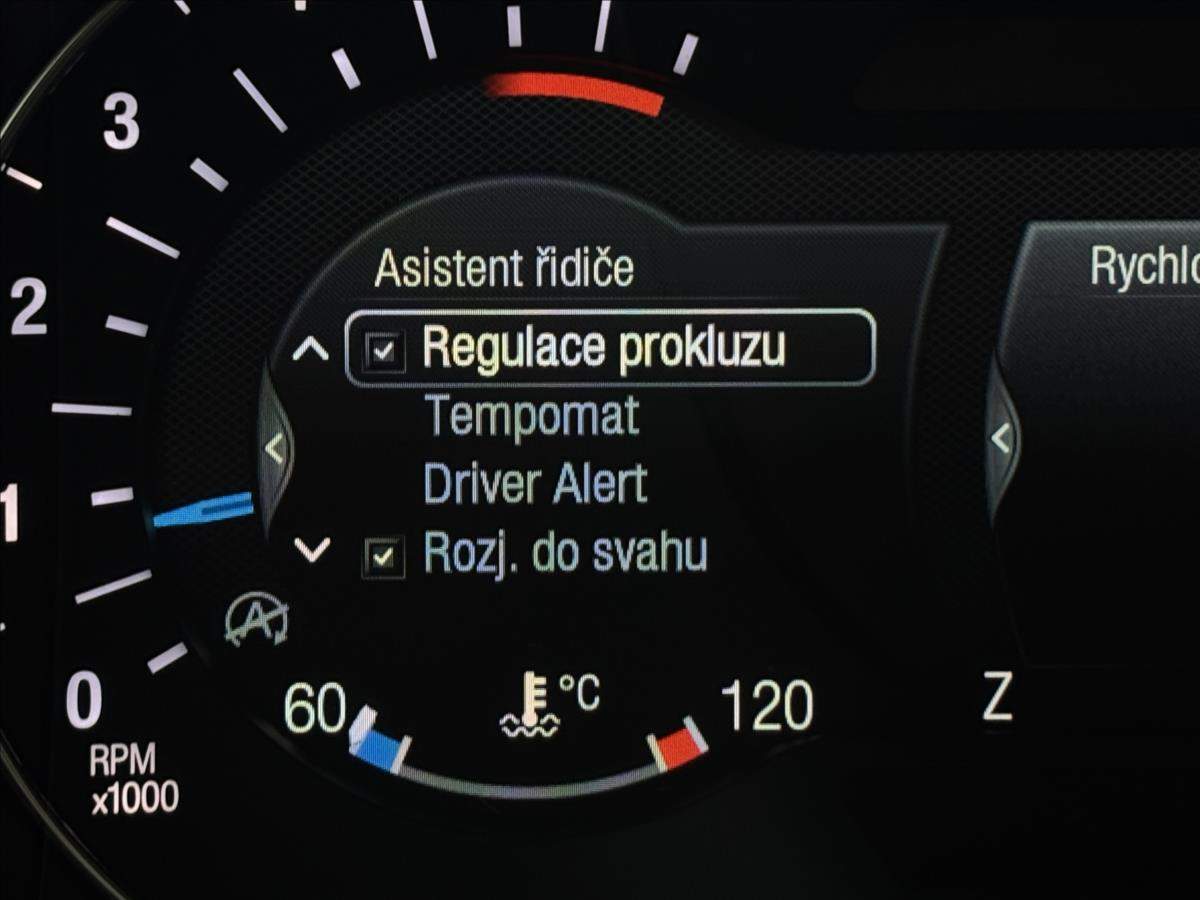 3
2
1
0
RPM
x1000
Asistent řidiče
Regulace prokluzu
Tempomat
Driver Alert
Rozj. do svahu
A
60
°C
120
Z